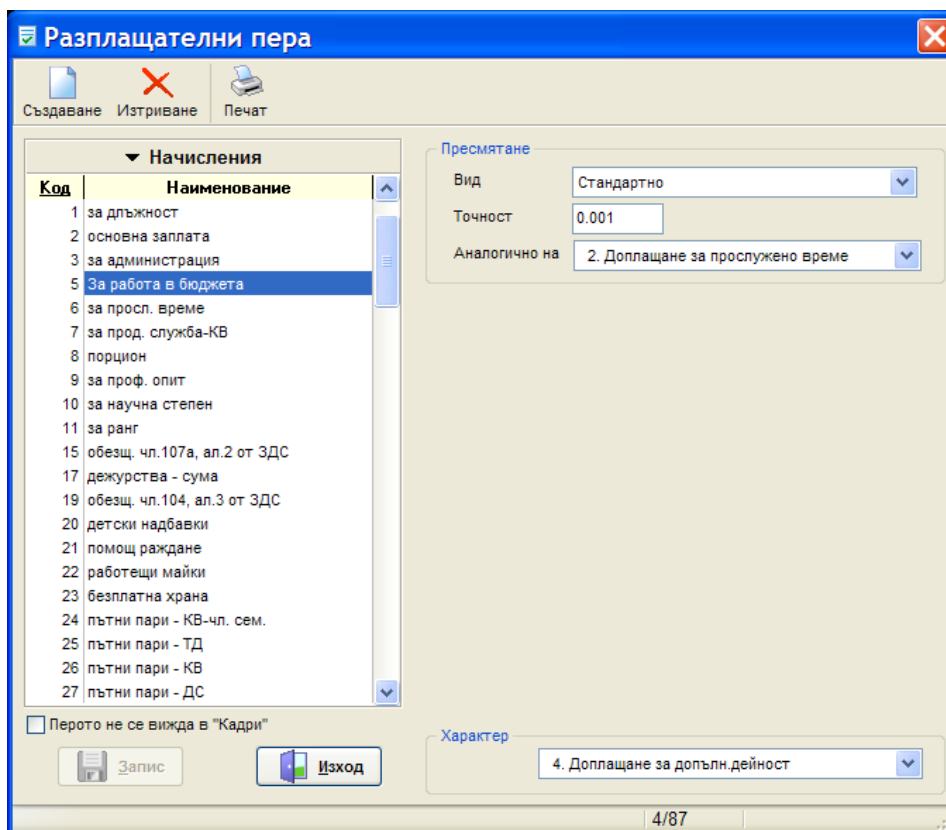 Разплащателни пера
Създаване Изтриване Печат
Начисления
Код Наименование
1 за длъжност
2 основна заплата
3 за администрация
5 За работа в бюджета
6 за просл. време
7 за прод. служба-КВ
8 порцион
9 за проф. опит
10 за научна степен
11 за ранг
15 обезщ. чл.107а, ал.2 от ЗДС
17 дежурства - сума
19 обезщ. чл.104, ал.3 от ЗДС
20 детски надбавки
21 помощ раждане
22 работещи майки
23 безплатна храна
24 пътни пари - КВ-чл. сем.
25 пътни пари - ТД
26 пътни пари - КВ
27 пътни пари - ДС
Перото не се вижда в "Кадри"
Запис Изход
Пресмятане
Вид Стандартно
Точност 0.001
Аналогично на 2. Доплащане за прослужено време
Характер
4. Доплащане за допълн.дейност
4/87